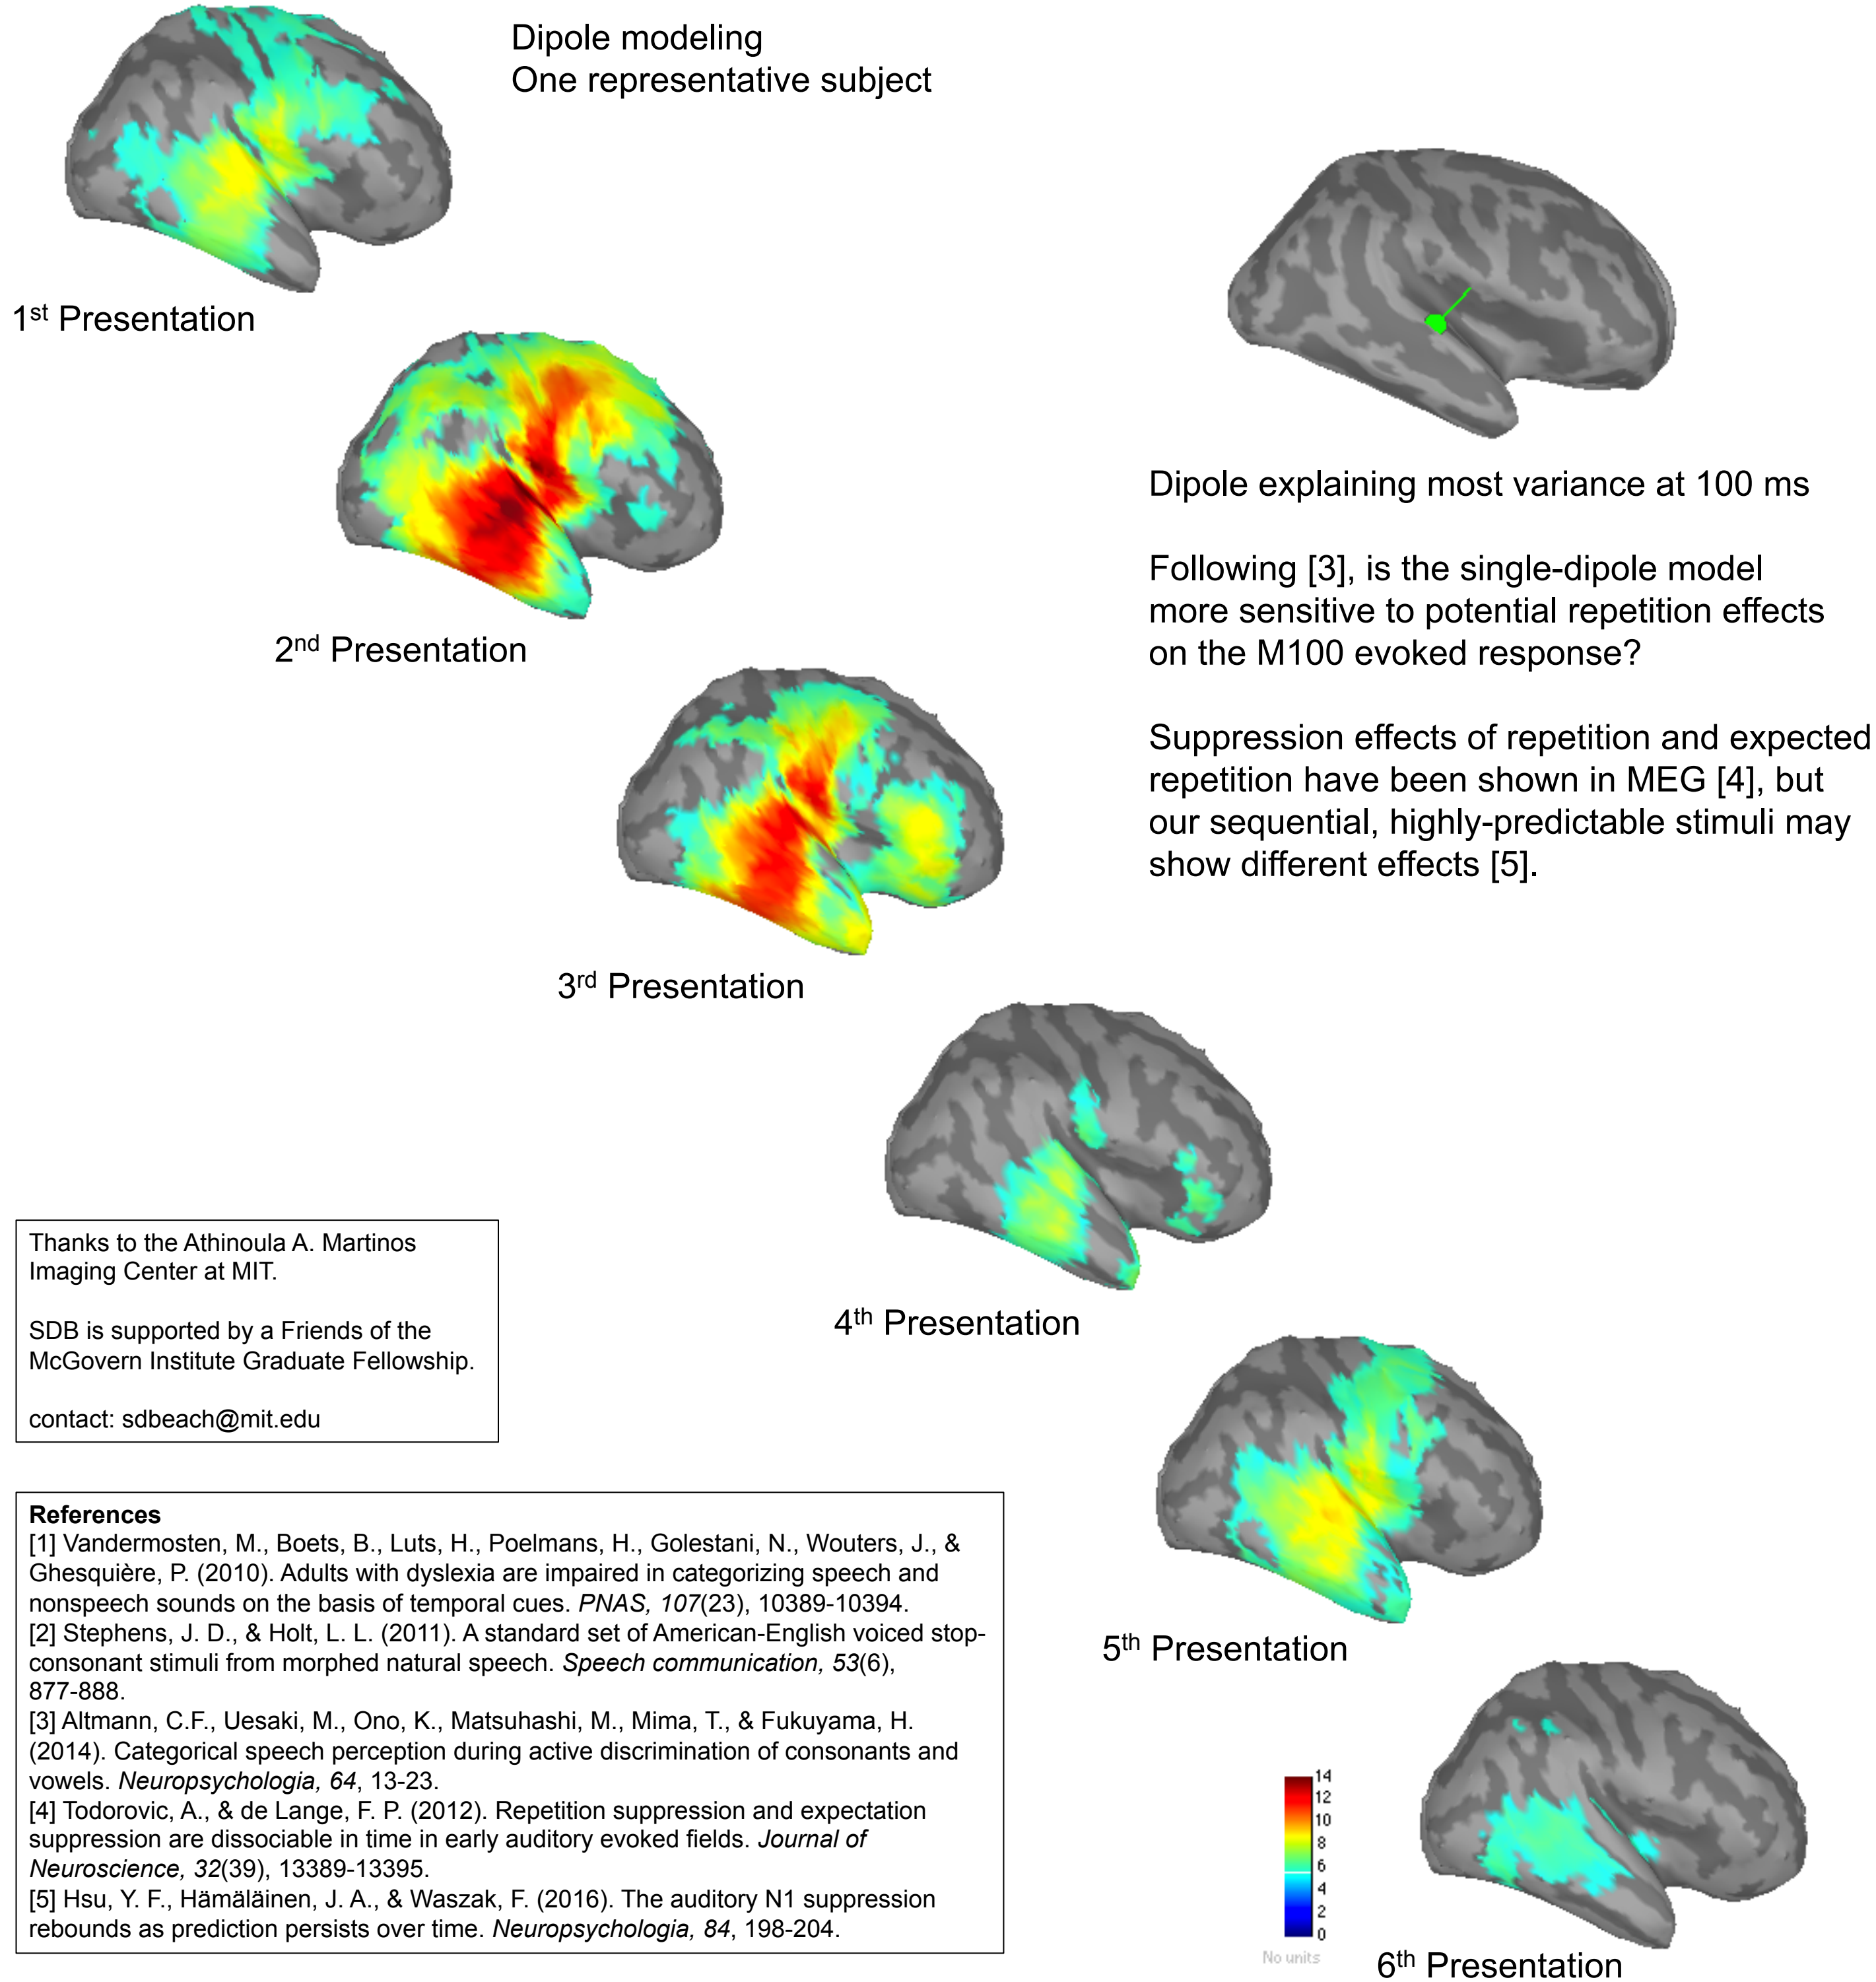 Dipole modeling
One representative subject
1st Presentation
2nd Presentation
3rd Presentation
4th Presentation
5th Presentation
6th Presentation
Dipole explaining most variance at 100 ms
Following [3], is the single-dipole model
more sensitive to potential repetition effects
on the M100 evoked response?
Suppression effects of repetition and expected
repetition have been shown in MEG [4], but
our sequential, highly-predictable stimuli may
show different effects [5].
Thanks to the Athinoula A. Martinos
Imaging Center at MIT.
SDB is supported by a Friends of the
McGovern Institute Graduate Fellowship.
contact: sdbeach@mit.edu
References
[1] Vandermosten, M., Boets, B., Luts, H., Poelmans, H., Golestani, N., Wouters, J., &
Ghesquière, P. (2010). Adults with dyslexia are impaired in categorizing speech and
nonspeech sounds on the basis of temporal cues. PNAS, 107(23), 10389-10394.
[2] Stephens, J. D., & Holt, L. L. (2011). A standard set of American-English voiced stop-
consonant stimuli from morphed natural speech. Speech communication, 53(6),
877-888.
[3] Altmann, C.F., Uesaki, M., Ono, K., Matsuhashi, M., Mima, T., & Fukuyama, H.
(2014). Categorical speech perception during active discrimination of consonants and
vowels. Neuropsychologia, 64, 13-23.
[4] Todorovic, A., & de Lange, F. P. (2012). Repetition suppression and expectation
suppression are dissociable in time in early auditory evoked fields. Journal of
Neuroscience, 32(39), 13389-13395.
[5] Hsu, Y. F., Hämäläinen, J. A., & Waszak, F. (2016). The auditory N1 suppression
rebounds as prediction persists over time. Neuropsychologia, 84, 198-204.
14
12
10
8
6
4
2
0
No units